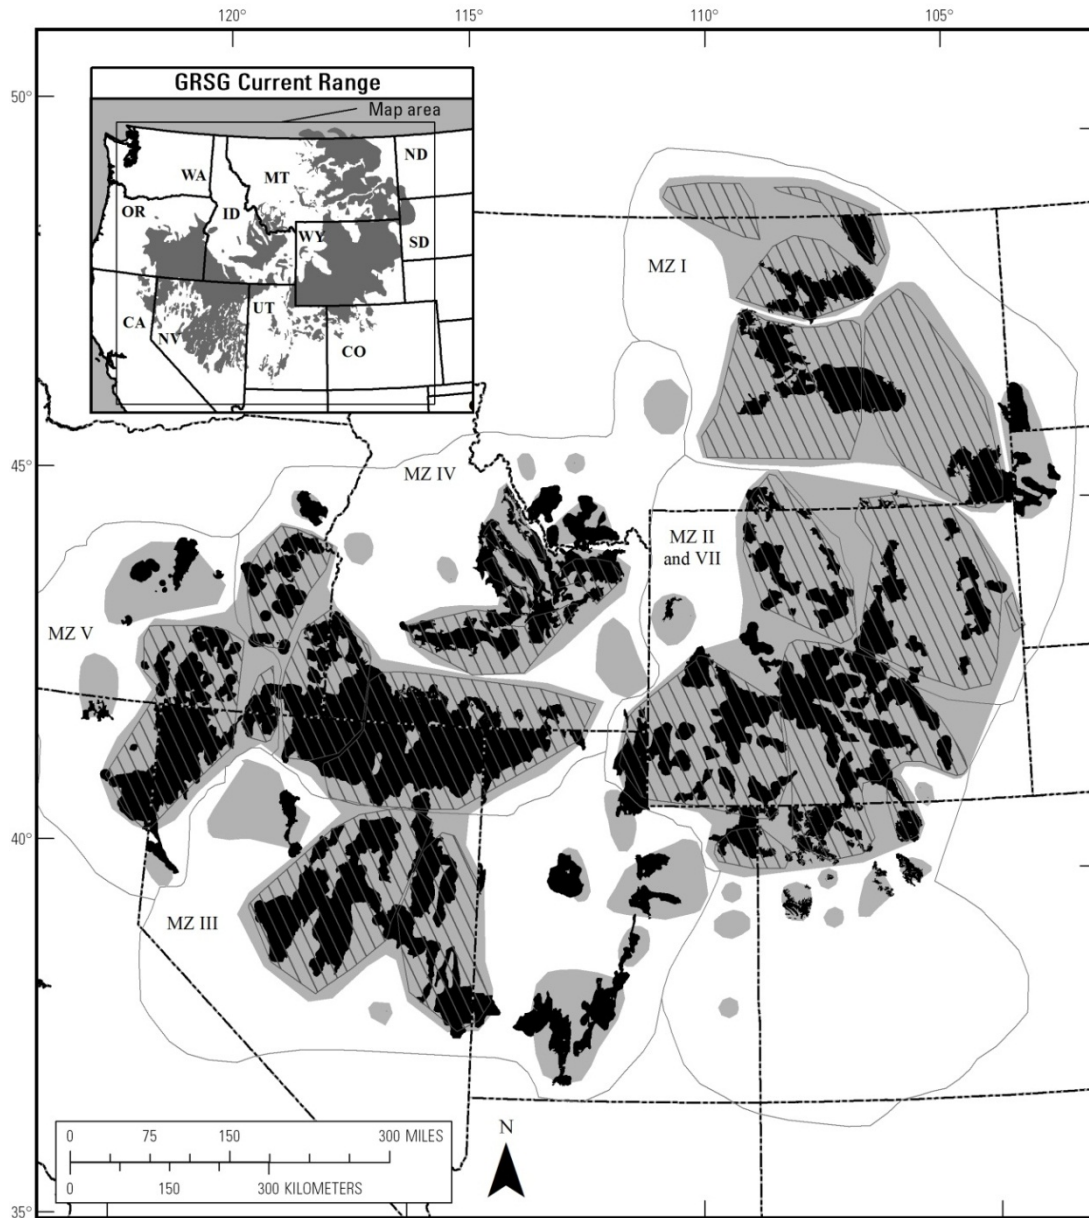 120°
115°
110°
105°
50°
45°
40°
35°
GRSG Current Range
Map area
WA
MT
ND
OR
ID
WY
SD
CA
NV
UT
CO
MZ I
MZ IV
MZ II
and VII
MZ V
MZ III
0 75 150 300 MILES
0 150 300 KILOMETERS
N